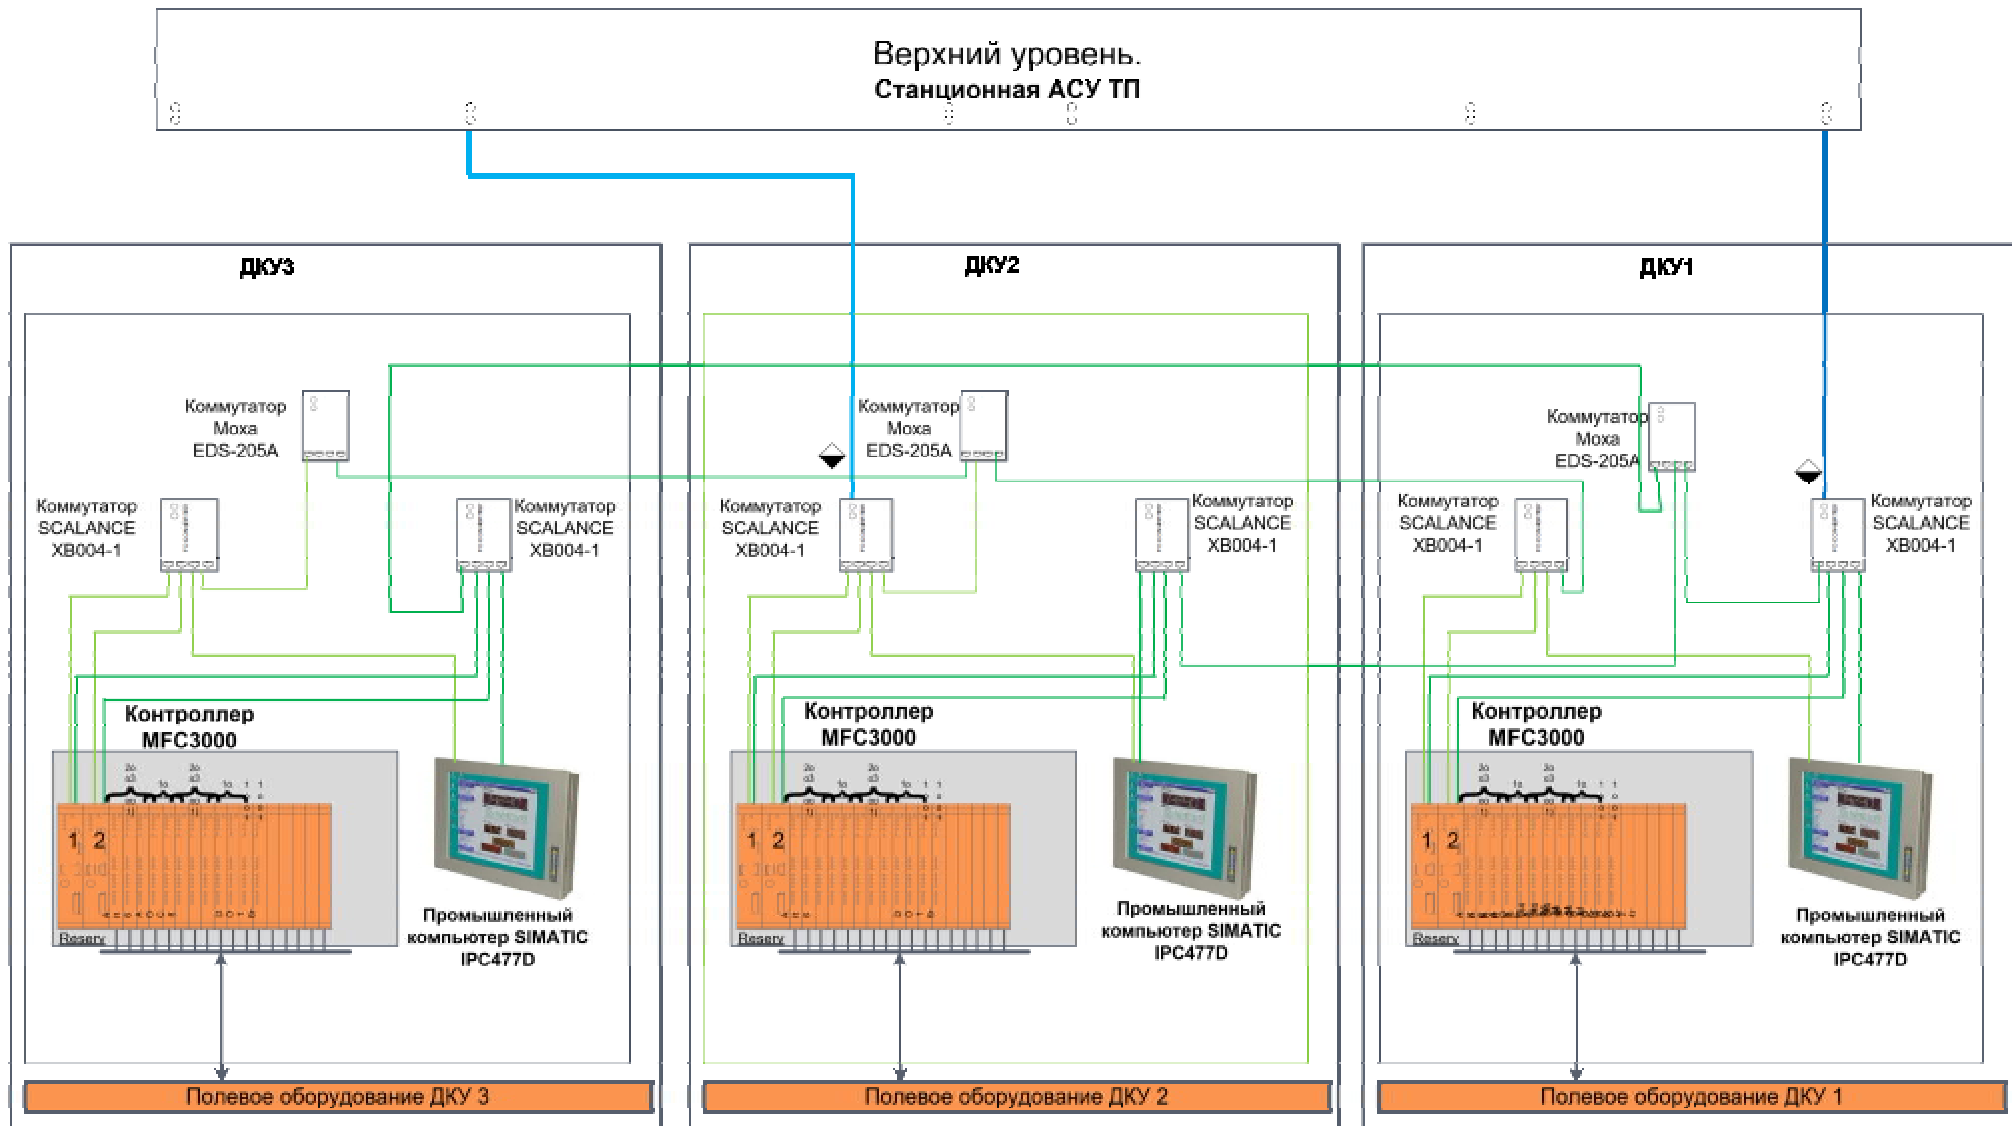 Верхний уровень.
Станционная АСУ ТП
ДКУ3
ДКУ2
ДКУ1
Коммутатор
Moxa
EDS-205A
Коммутатор
Moxa
EDS-205A
Коммутатор
Moxa
EDS-205A
Коммутатор
SCALANCE
XB004-1
Коммутатор
SCALANCE
XB004-1
Коммутатор
SCALANCE
XB004-1
Коммутатор
SCALANCE
XB004-1
Коммутатор
SCALANCE
XB004-1
Коммутатор
SCALANCE
XB004-1
Контроллер
MFC3000
Контроллер
MFC3000
Контроллер
MFC3000
1 2
1 2
1 2
Reserv
Reserv
Reserv
Промышленный
компьютер SIMATIC
IPC477D
Промышленный
компьютер SIMATIC
IPC477D
Промышленный
компьютер SIMATIC
IPC477D
Полевое оборудование ДКУ 3
Полевое оборудование ДКУ 2
Полевое оборудование ДКУ 1